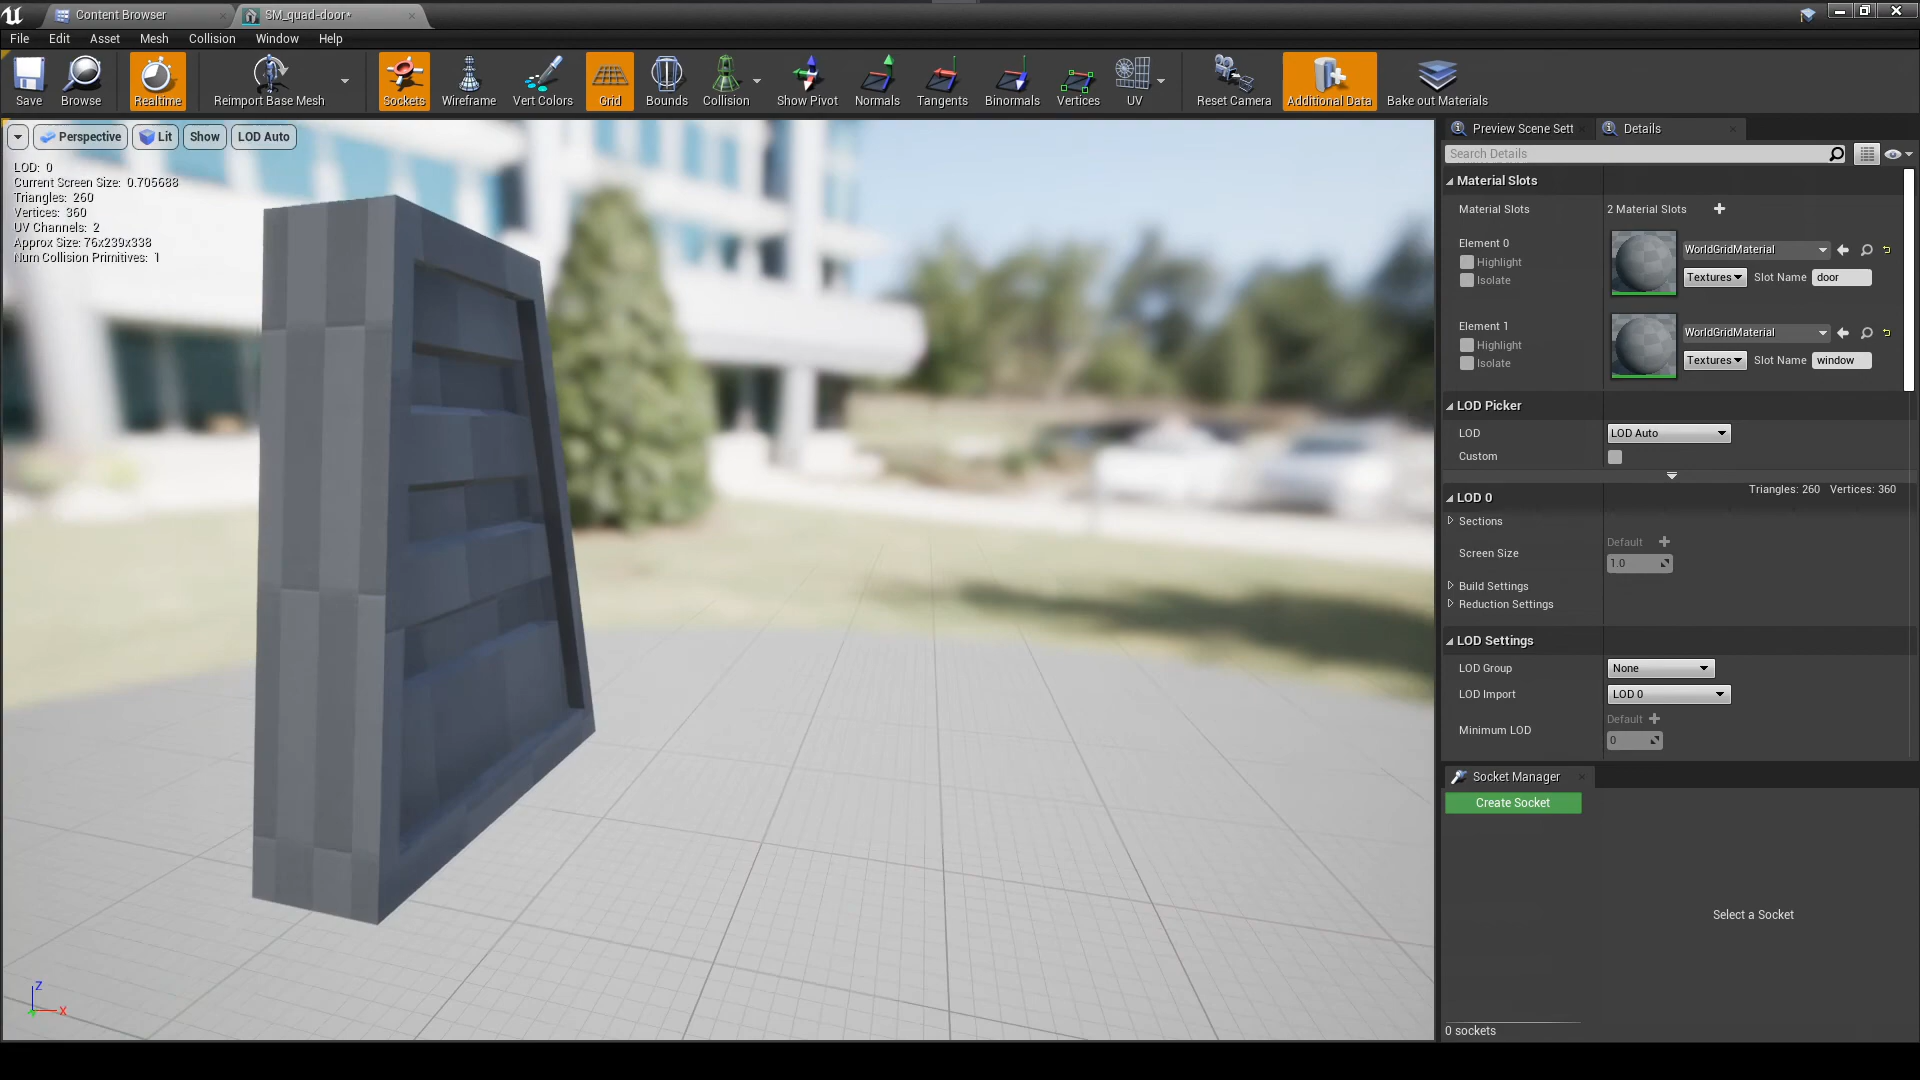 Content Browser
SM_quad-door*
File Edit Asset Mesh Collision Window Help
Save Browse Realtime Reimport Base Mesh Sockets Wireframe Vert Colors Grid Bounds Collision Show Pivot Normals Tangents Binormals Vertices UV Reset Camera Additional Data Bake out Materials
Perspective Lit Show LOD Auto
LOD: 0
Current Screen Size: 0.705688
Triangles: 260
Vertices: 360
UV Channels: 2
Approx Size: 76x239x338
Num Collision Primitives: 1
Z
X
Preview Scene Sett Details
Search Details
Material Slots
Material Slots 2 Material Slots
Element 0
Highlight
Isolate
WorldGridMaterial
Textures Slot Name door
Element 1
Highlight
Isolate
WorldGridMaterial
Textures Slot Name window
LOD Picker
LOD LOD Auto
Custom
LOD 0 Triangles: 260 Vertices: 360
Sections
Default
Screen Size
1.0
Build Settings
Reduction Settings
LOD Settings
LOD Group None
LOD Import LOD 0
Default
Minimum LOD
0
Socket Manager
Create Socket
Select a Socket
0 sockets